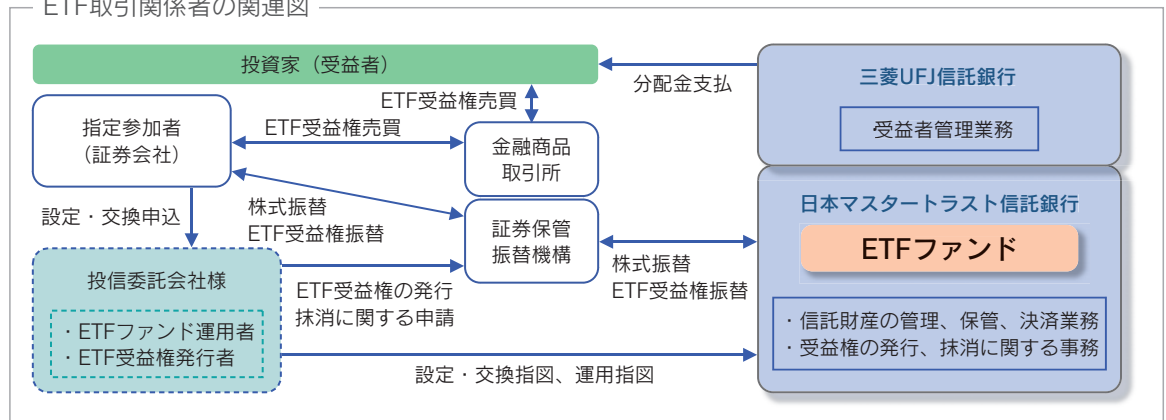 ETF取引関係者の関連図
投資家（受益者）
分配金支払
三菱UFJ信託銀行
受益者管理業務
ETF受益権売買
指定参加者
（証券会社）
ETF受益権売買
金融商品
取引所
設定・交換申込
株式振替
ETF受益権振替
証券保管
振替機構
株式振替
ETF受益権振替
日本マスタートラスト信託銀行
ETFファンド
・信託財産の管理、保管、決済業務
・受益権の発行、抹消に関する事務
投信委託会社様
・ETFファンド運用者
・ETF受益権発行者
ETF受益権の発行
抹消に関する申請
設定・交換指図、運用指図